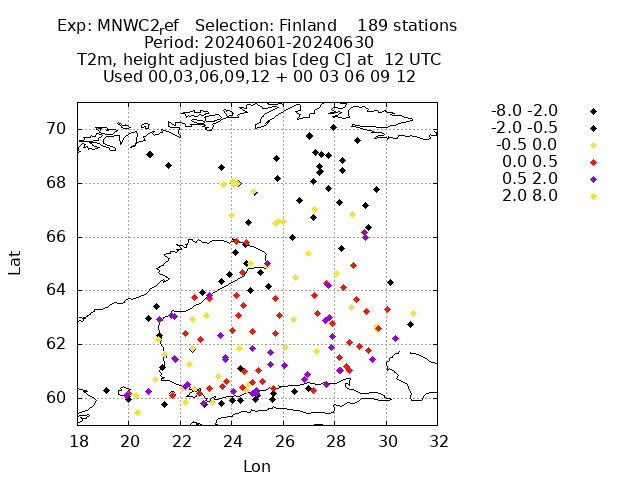 Exp: MNWC2_ref   Selection: Finland    189 stations
Period: 20240601-20240630
T2m, height adjusted bias [deg C] at  12 UTC
Used 00,03,06,09,12 + 00 03 06 09 12
-8.0 -2.0
-2.0 -0.5
-0.5 0.0
0.0 0.5
0.5 2.0
2.0 8.0
70
68
66
64
62
60
Lat
18 20 22 24 26 28 30 32
Lon